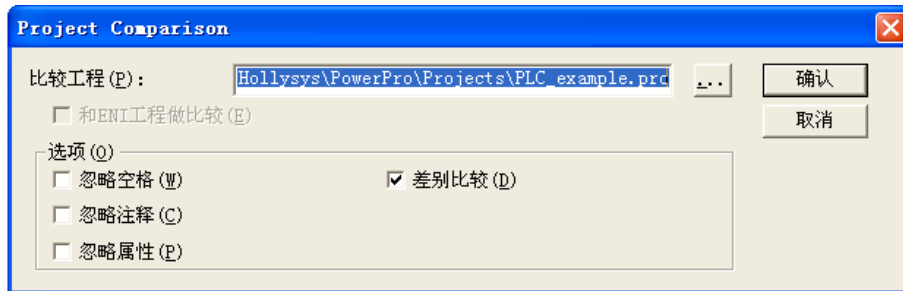 Project Comparison
比较工程(P): Hollysys\PowerPro\Projects\PLC_example.prd ... 确认
和ENI工程做比较(E) 取消
选项(O)
忽略空格(W) 差别比较(D)
忽略注释(C)
忽略属性(P)